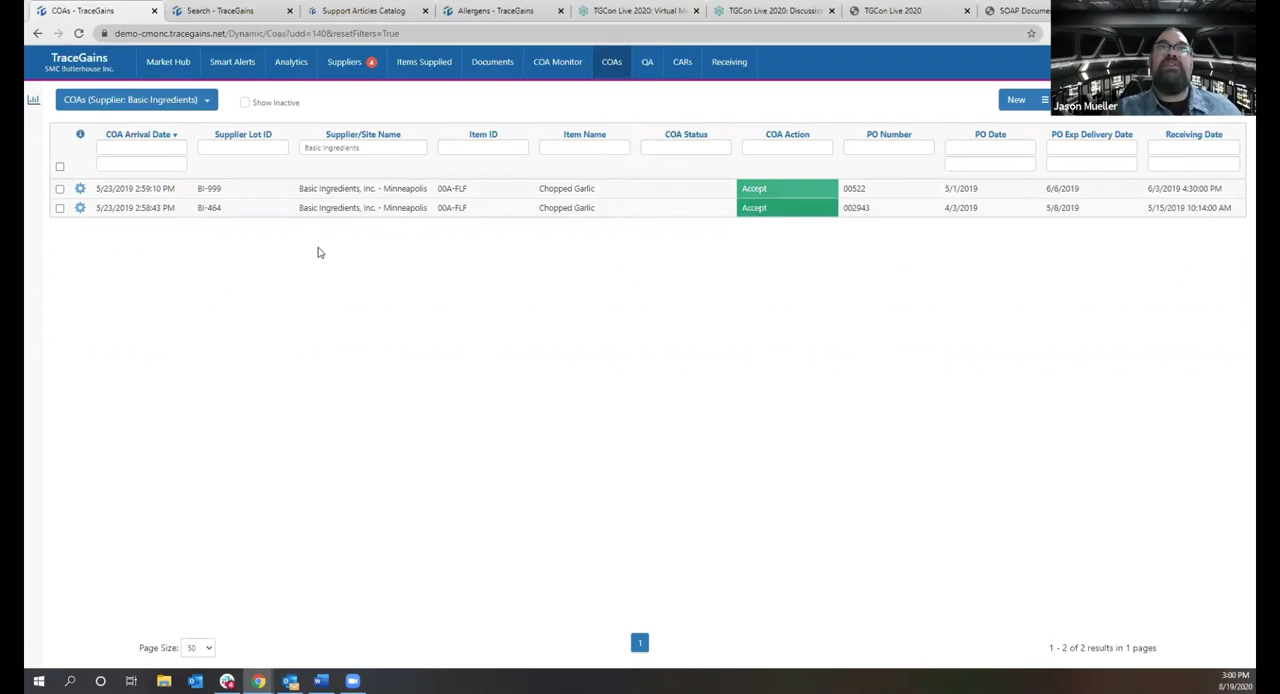 COAs - TraceGains
Search - TraceGains
Support Articles Catalog
Allergens - TraceGains
TGCon Live 2020: Virtual M
TGCon Live 2020: Discussio
TGCon Live 2020
SOAP Docume
demo-cmonc.tracegains.net/Dynamic/Coas?udd=140&resetFilters=True
TraceGains
SMC Butterhouse Inc.
Market Hub
Smart Alerts
Analytics
Suppliers 4
Items Supplied
Documents
COA Monitor
COAs
QA
CARs
Receiving
Jason Mueller
COAs (Supplier: Basic Ingredients)
Show Inactive
New
COA Arrival Date
Supplier Lot ID
Supplier/Site Name
Item ID
Item Name
COA Status
COA Action
PO Number
PO Date
PO Exp Delivery Date
Receiving Date
Basic Ingredients
5/23/2019 2:59:10 PM BI-999 Basic Ingredients, Inc. - Minneapolis 00A-FLF Chopped Garlic Accept 00522 5/1/2019 6/6/2019 6/3/2019 4:30:00 PM
5/23/2019 2:58:43 PM BI-464 Basic Ingredients, Inc. - Minneapolis 00A-FLF Chopped Garlic Accept 002943 4/3/2019 5/8/2019 5/15/2019 10:14:00 AM
Page Size: 50
1
1 - 2 of 2 results in 1 pages
3:00 PM
8/19/2020